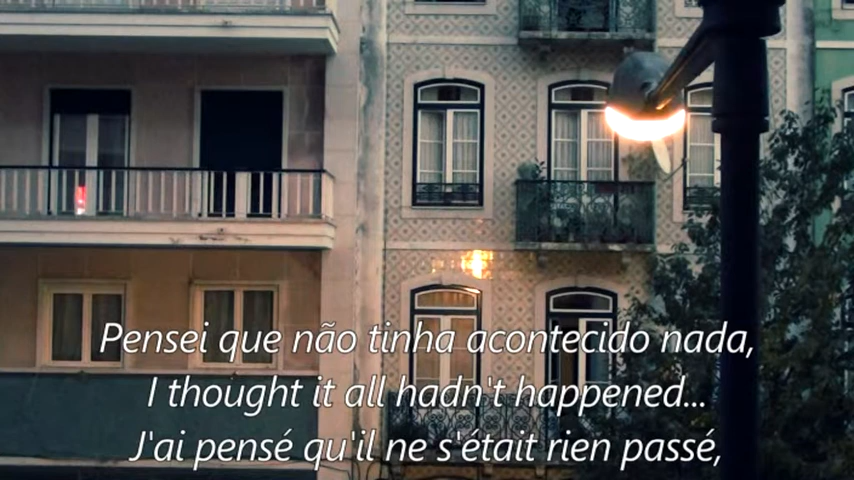 Pensei que não tinha acontecido nada,
I thought it all hadn't happened...
J'ai pensé qu'il ne s'était rien passé,